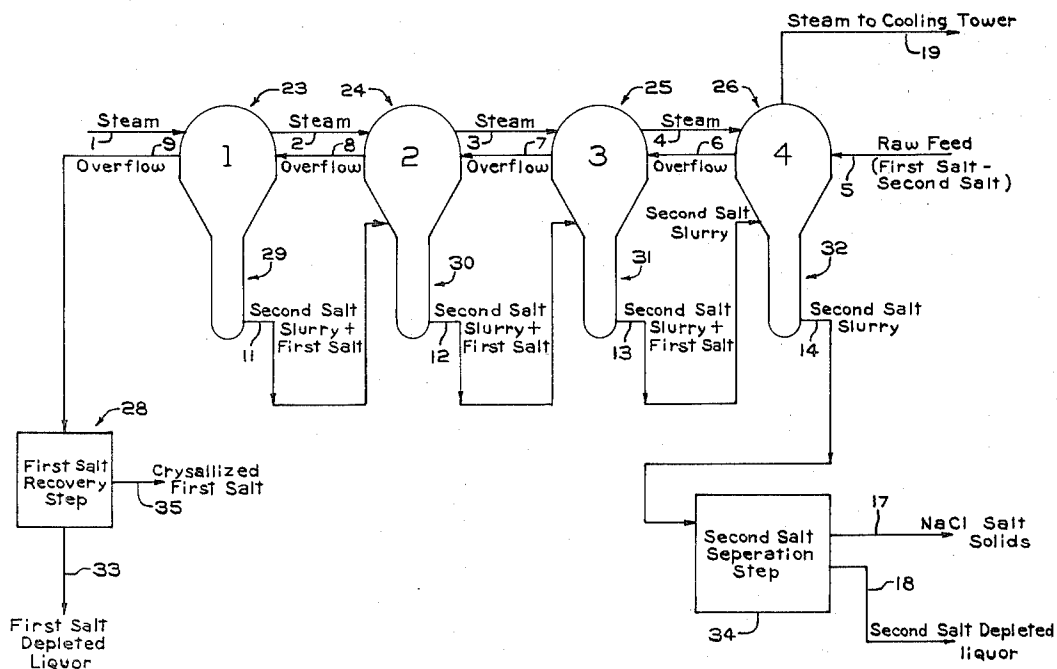 Steam to Cooling Tower
19
23
24
25
26
Steam
1
9
Overflow
1
Steam
2
8
Overflow
2
Steam
3
7
Overflow
3
Steam
4
6
Overflow
4
Raw Feed
(First Salt-
Second Salt)
5
Second Salt
Slurry
29
30
31
32
Second Salt
Slurry+
First Salt
11
Second Salt
Slurry+
First Salt
12
Second Salt
Slurry+
First Salt
13
Second Salt
Slurry
14
28
First Salt
Recovery
Step
Crysallized
First Salt
35
33
First Salt
Depleted
Liquor
Second Salt
Seperation
Step
34
17
NaCl Salt
Solids
18
Second Salt Depleted
liquor